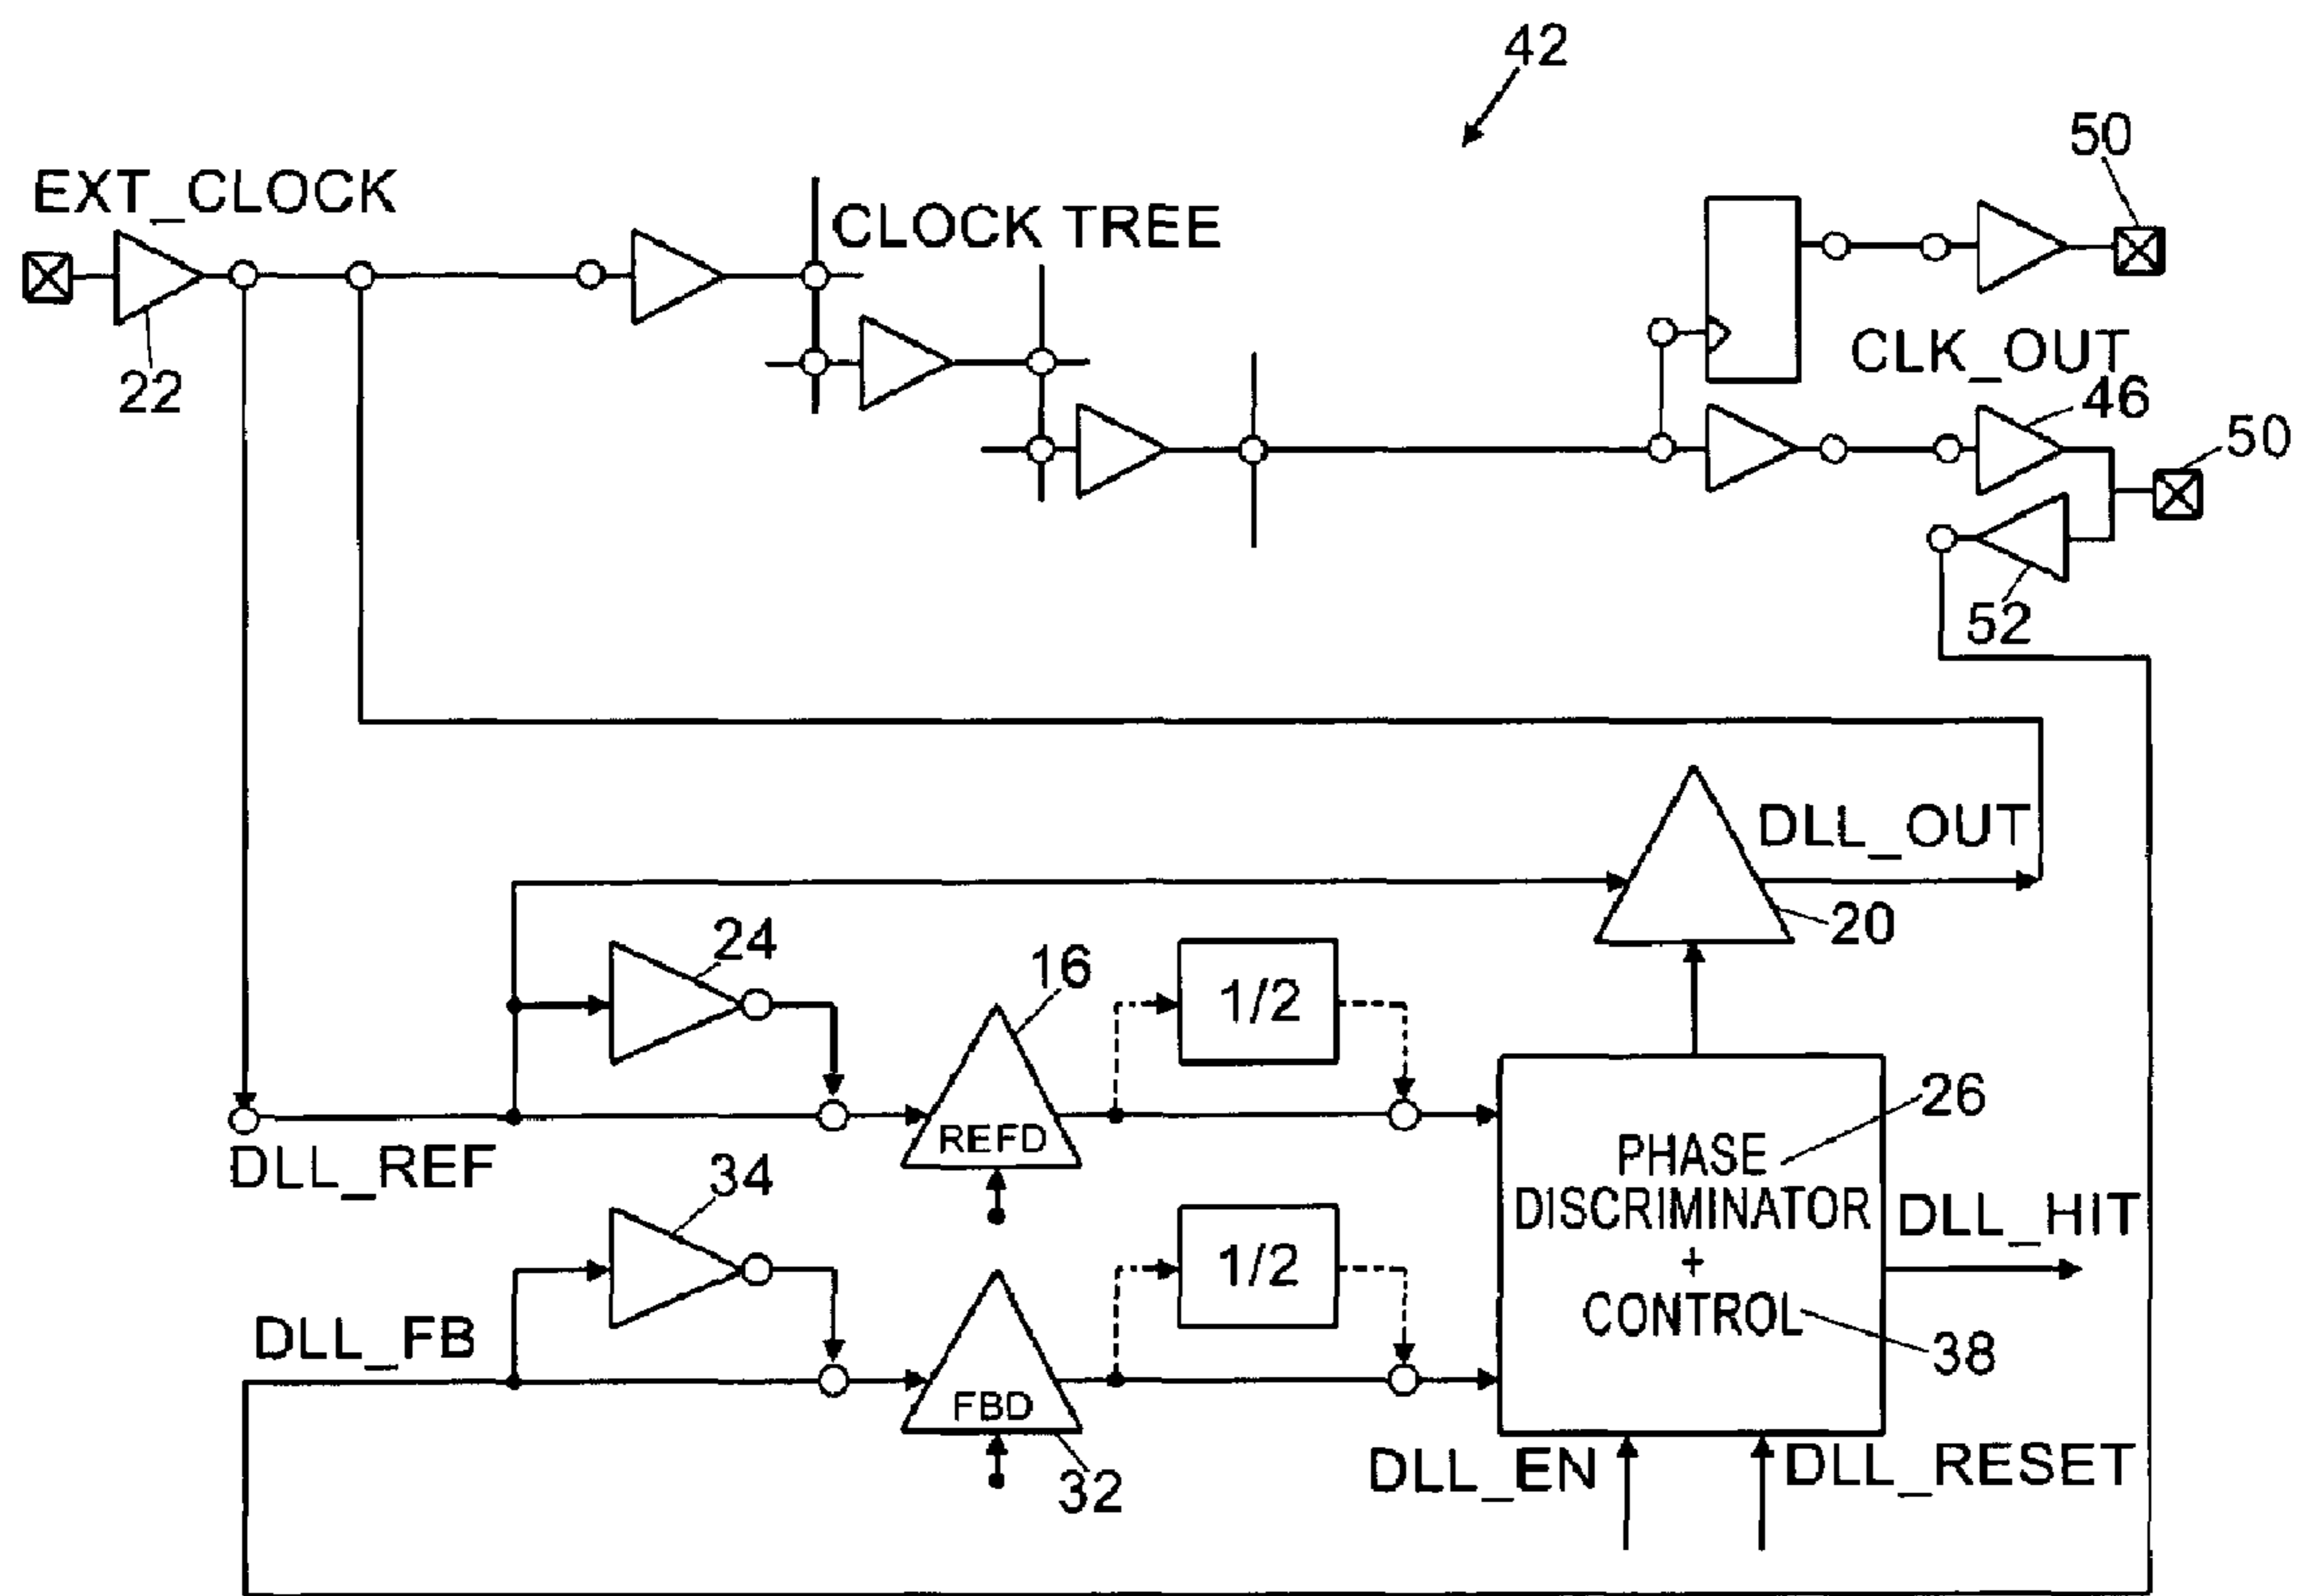 42
50
EXT_CLOCK
CLOCK TREE
22
CLK_OUT
46
50
52
DLL_OUT
20
24
16
1/2
26
PHASE
DISCRIMINATOR
+
CONTROL
38
REFD
DLL_REF
34
1/2
DLL_HIT
DLL_FB
FBD
32
DLL_EN
DLL_RESET